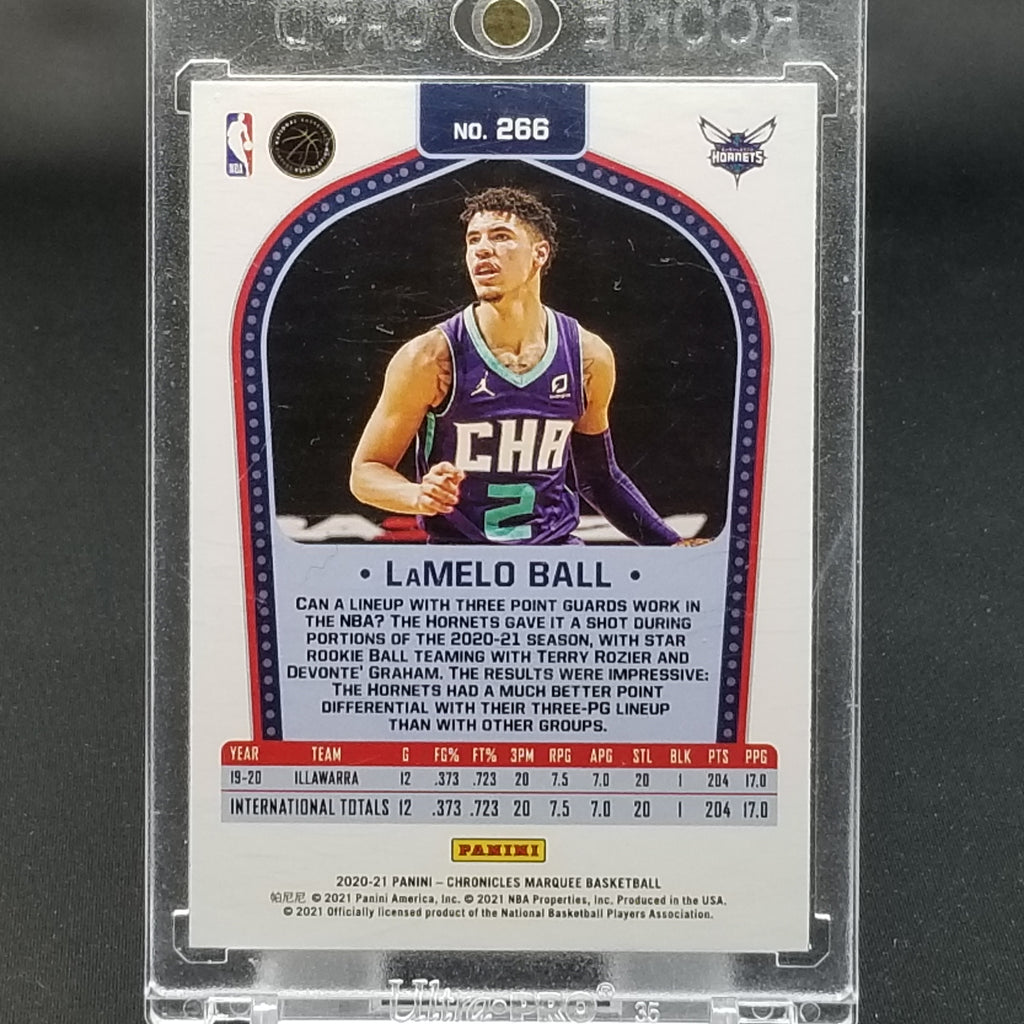 ROOKIE CARD
NO. 266
NBA
HORNETS
CHA
2
• LaMELO BALL •
CAN A LINEUP WITH THREE POINT GUARDS WORK IN
THE NBA? THE HORNETS GAVE IT A SHOT DURING
PORTIONS OF THE 2020-21 SEASON, WITH STAR
ROOKIE BALL TEAMING WITH TERRY ROZIER AND
DEVONTE' GRAHAM. THE RESULTS WERE IMPRESSIVE:
THE HORNETS HAD A MUCH BETTER POINT
DIFFERENTIAL WITH THEIR THREE-PG LINEUP
THAN WITH OTHER GROUPS.
YEAR TEAM G FG% FT% 3PM RPG APG STL BLK PTS PPG
19-20 ILLAWARRA 12 .373 .723 20 7.5 7.0 20 1 204 17.0
INTERNATIONAL TOTALS 12 .373 .723 20 7.5 7.0 20 1 204 17.0
PANINI
2020-21 PANINI – CHRONICLES MARQUEE BASKETBALL
帕尼尼 © 2021 Panini America, Inc. © 2021 NBA Properties, Inc. Produced in the USA.
© 2021 Officially licensed product of the National Basketball Players Association.
Ultra·PRO® 35